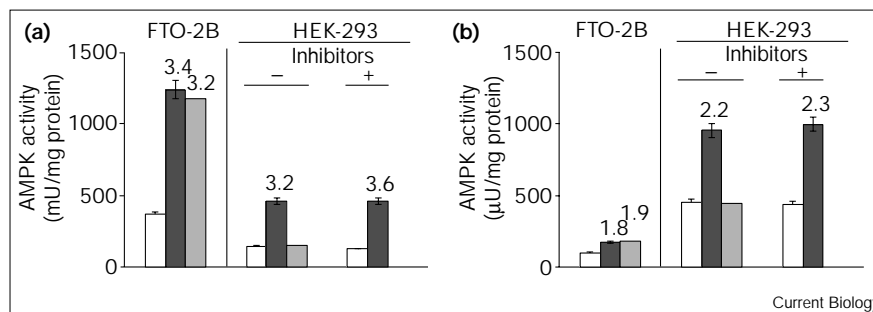 (a)
FTO-2B
HEK-293
Inhibitors
–
+
AMPK activity
(mU/mg protein)
1500
1000
500
0
3.4
3.2
3.2
3.6
(b)
FTO-2B
HEK-293
Inhibitors
–
+
AMPK activity
(µU/mg protein)
1500
1000
500
0
1.8
1.9
2.2
2.3
Current Biology